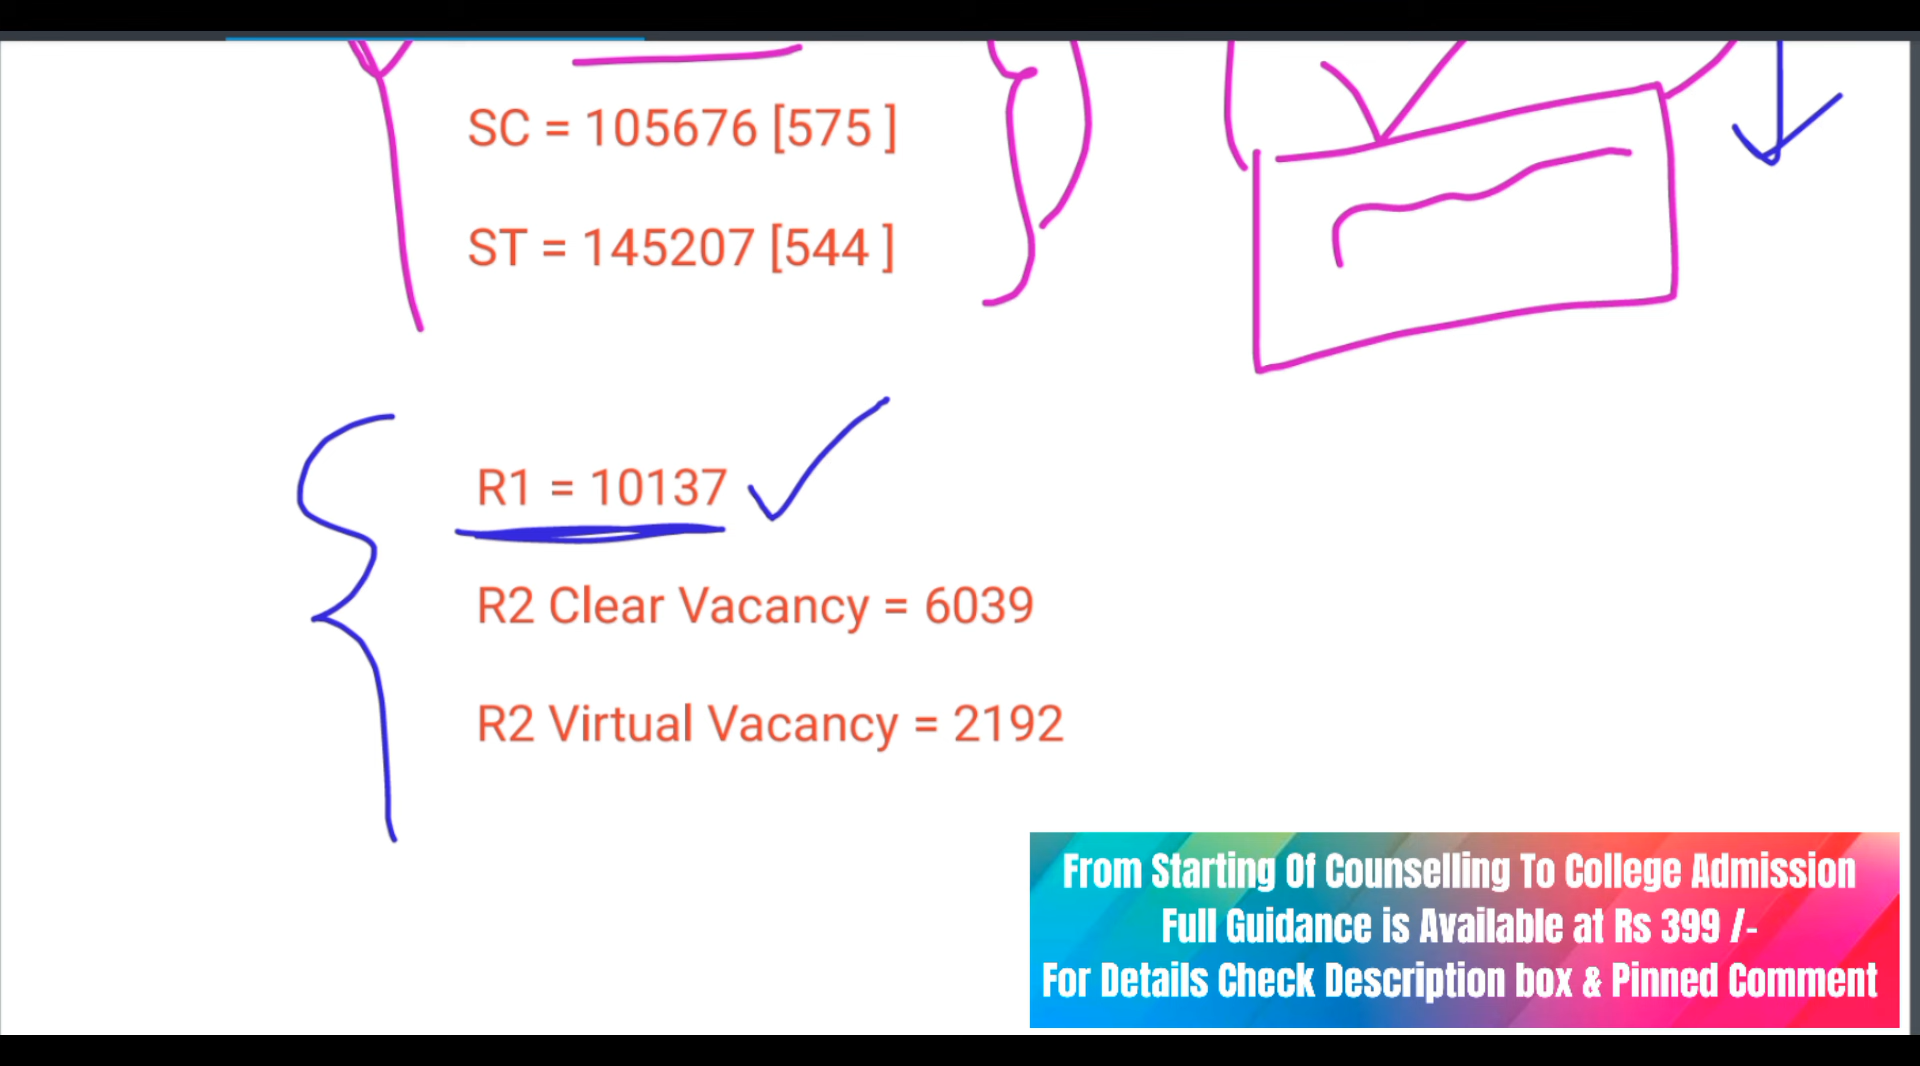 SC = 105676 [575 ]
ST = 145207 [544 ]
R1 = 10137
R2 Clear Vacancy = 6039
R2 Virtual Vacancy = 2192
From Starting Of Counselling To College Admission
Full Guidance is Available at Rs 399 /-
For Details Check Description box & Pinned Comment